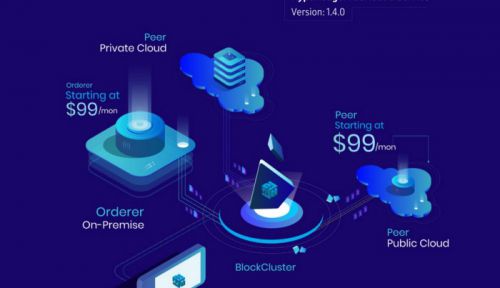 Version: 1.4.0
Peer
Private Cloud
Orderer
Starting at
$99/mon
Peer
Starting at
$99/mon
Orderer
On-Premise
Peer
Public Cloud
BlockCluster